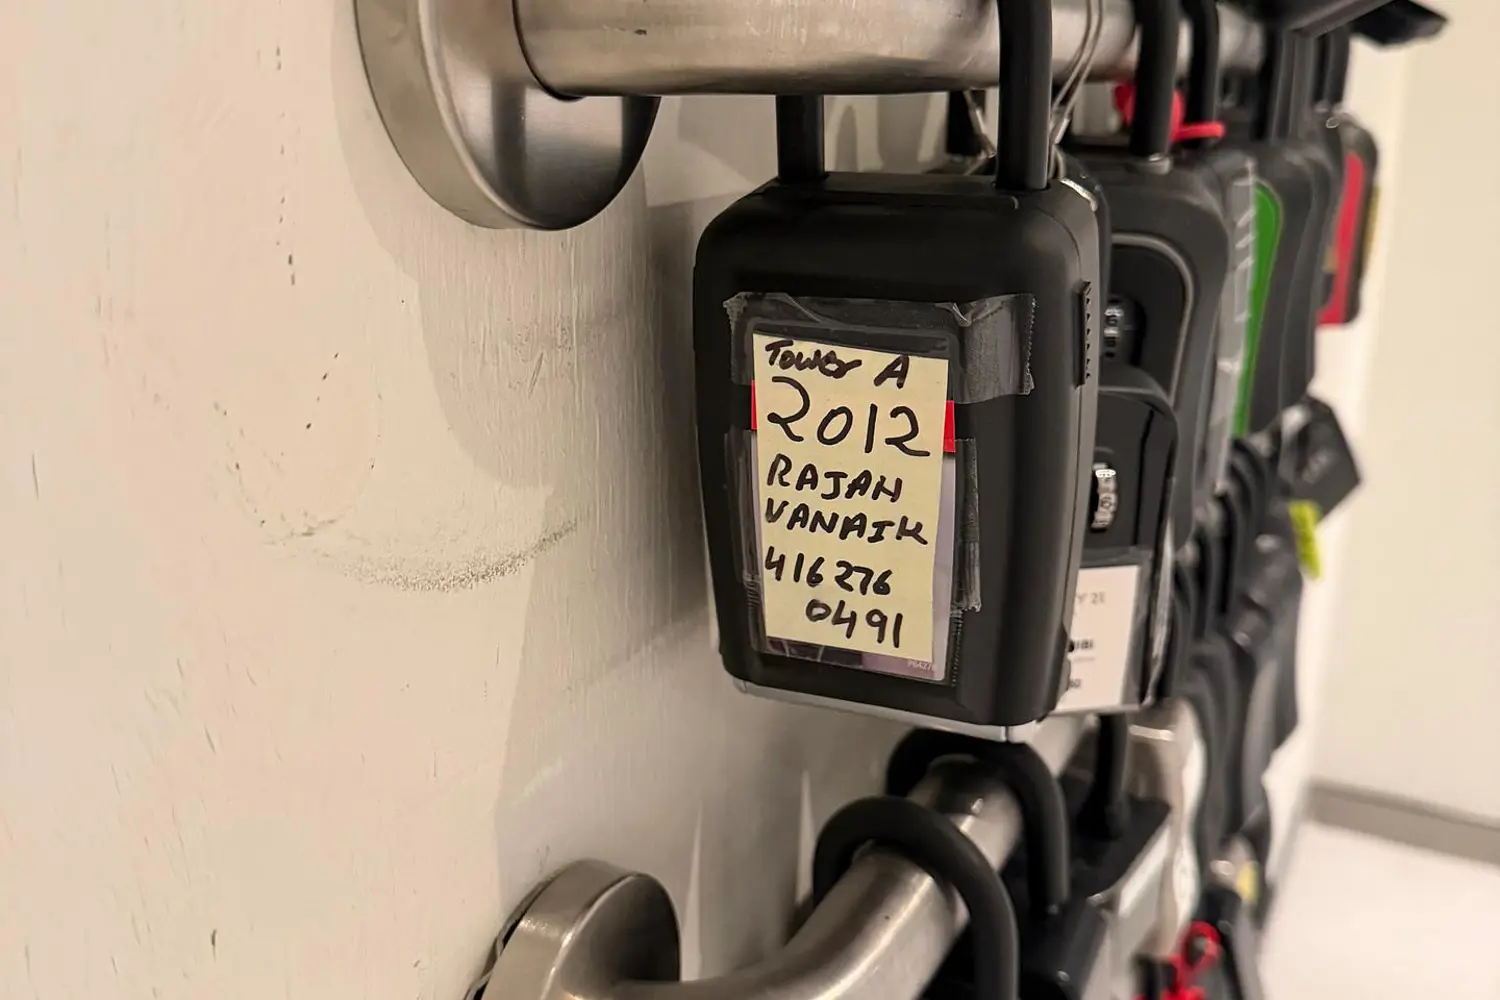 Tower A
2012
RAJAN
VANAIK
416 276
0491